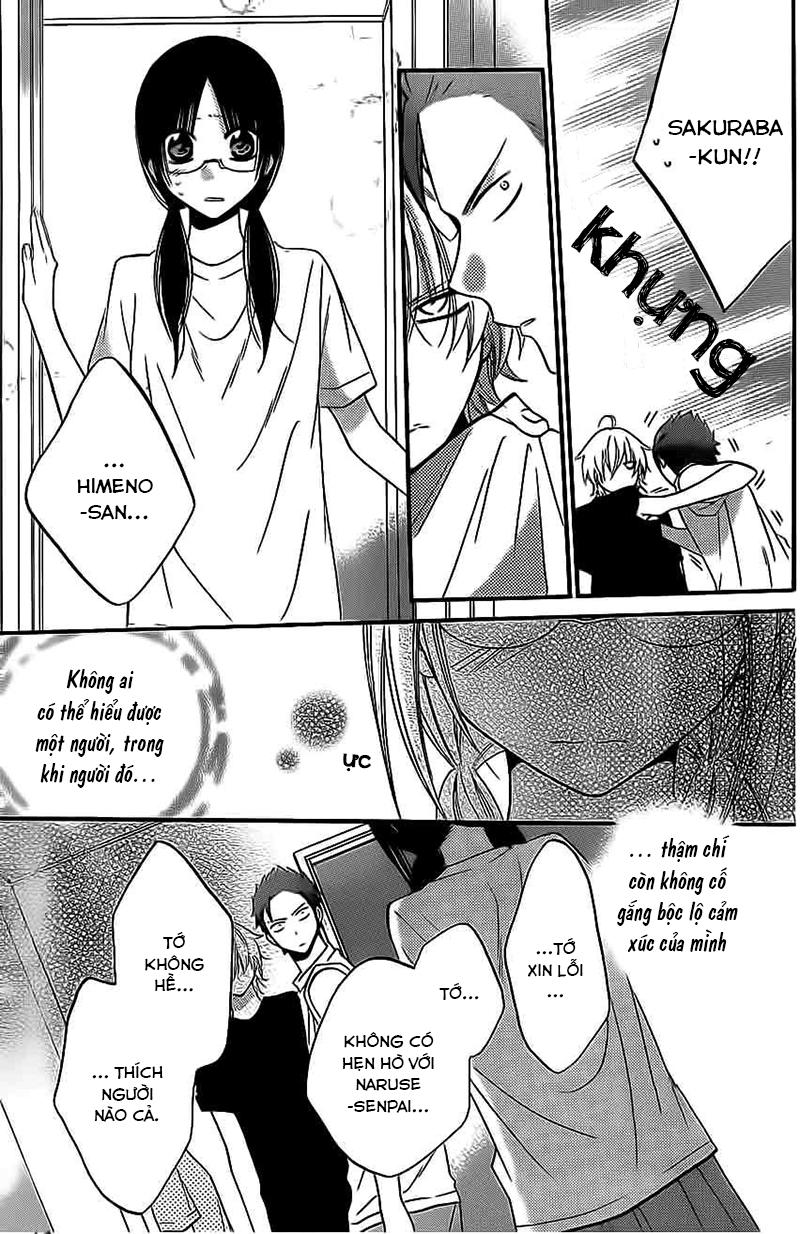 SAKURABA
-KUN!!
Khựng
...
HIMENO
-SAN...
Không ai
có thể hiểu được
một người, trong
khi người đó...
ực
... thậm chí
còn không cố
gắng bộc lộ cảm
xúc của mình
...TỚ
XIN LỖI
...
TỚ...
KHÔNG CÓ
HẸN HÒ VỚI
NARUSE
-SENPAI...
TỚ
KHÔNG
HỀ...
... THÍCH
NGƯỜI
NÀO CẢ.